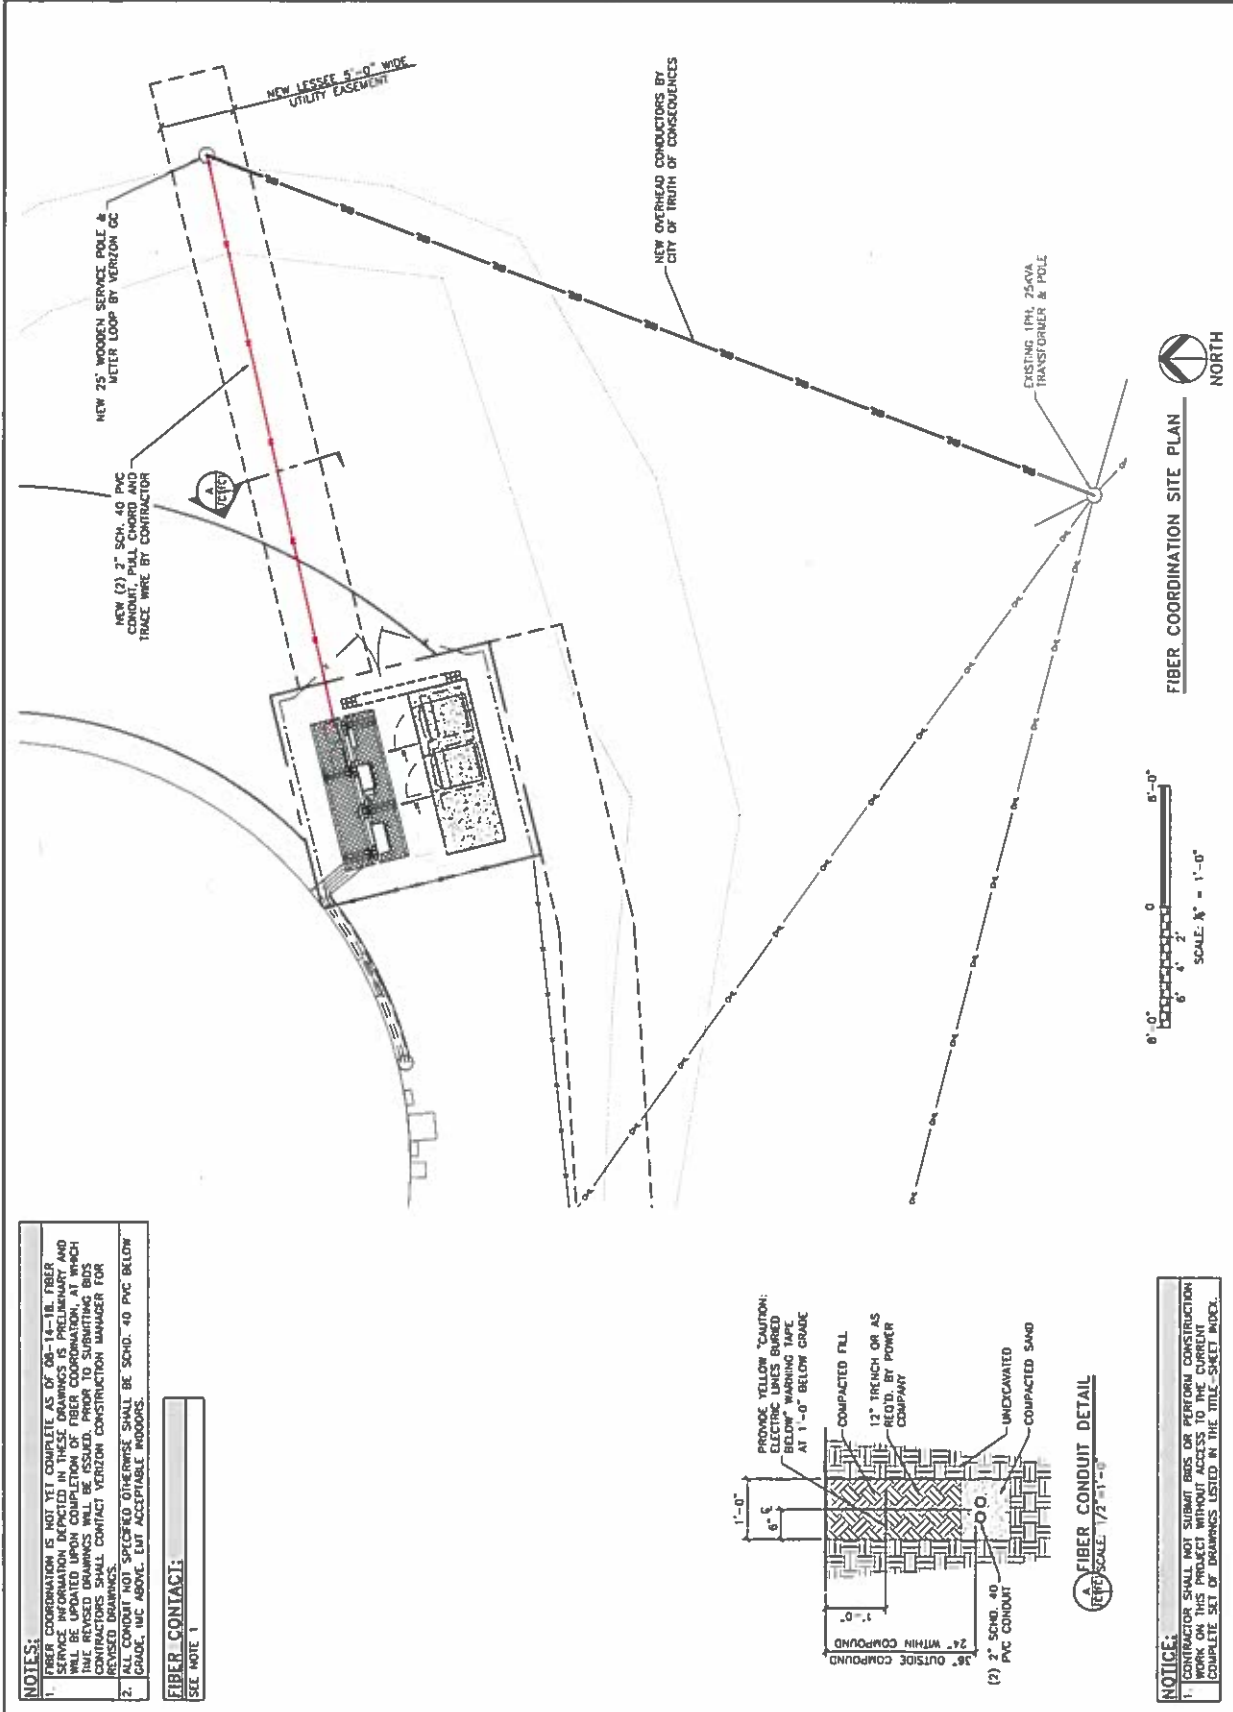 NOTES:
1. FIBER COORDINATION IS NOT YET COMPLETE AS OF 08-14-18. FIBER
SERVICE INFORMATION DEPICTED IN THESE DRAWINGS IS PRELIMINARY AND
WILL BE UPDATED UPON COMPLETION OF FIBER COORDINATION, AT WHICH
TIME REVISED DRAWINGS WILL BE ISSUED. PRIOR TO SUBMITTING BIDS
CONTRACTORS SHALL CONTACT VERIZON CONSTRUCTION MANAGER FOR
REVISED DRAWINGS.
2. ALL CONDUIT NOT SPECIFIED OTHERWISE SHALL BE SCHD. 40 PVC BELOW
GRADE, IMC ABOVE. EMT ACCEPTABLE INDOORS.
FIBER CONTACT:
SEE NOTE 1
NEW LESSEE 5'-0" WIDE
UTILITY EASEMENT
NEW 25' WOODEN SERVICE POLE &
METER LOOP BY VERIZON GC
NEW (2) 2" SCH. 40 PVC
CONDUIT, PULL CHORD AND
TRACE WIRE BY CONTRACTOR
A
NEW OVERHEAD CONDUCTORS BY
CITY OF TRUTH OF CONSEQUENCES
EXISTING 1PH, 25KVA
TRANSFORMER & POLE
PROVIDE YELLOW "CAUTION:
ELECTRIC LINES BURIED
BELOW" WARNING TAPE
AT 1'-0" BELOW GRADE
COMPACTED FILL
12" TRENCH OR AS
REQ'D. BY POWER
COMPANY
UNEXCAVATED
COMPACTED SAND
1'-0"
6"
1'-0"
24" WITHIN COMPOUND
36" OUTSIDE COMPOUND
(2) 2" SCHD. 40
PVC CONDUIT
A
FIBER CONDUIT DETAIL
SCALE: 1/2"=1'-0"
8'-0"
6' 4' 2'
0
8'-0"
SCALE: = 1'-0"
FIBER COORDINATION SITE PLAN
NORTH
NOTICE:
1. CONTRACTOR SHALL NOT SUBMIT BIDS OR PERFORM CONSTRUCTION
WORK ON THIS PROJECT WITHOUT ACCESS TO THE CURRENT
COMPLETE SET OF DRAWINGS LISTED IN THE TITLE-SHEET INDEX.